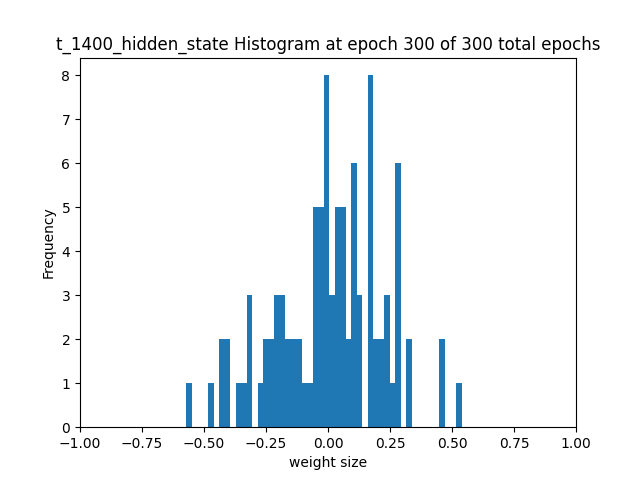 t_1400_hidden_state Histogram at epoch 300 of 300 total epochs
Frequency
8
7
6
5
4
3
2
1
0
−1.00 −0.75 −0.50 −0.25 0.00 0.25 0.50 0.75 1.00
weight size